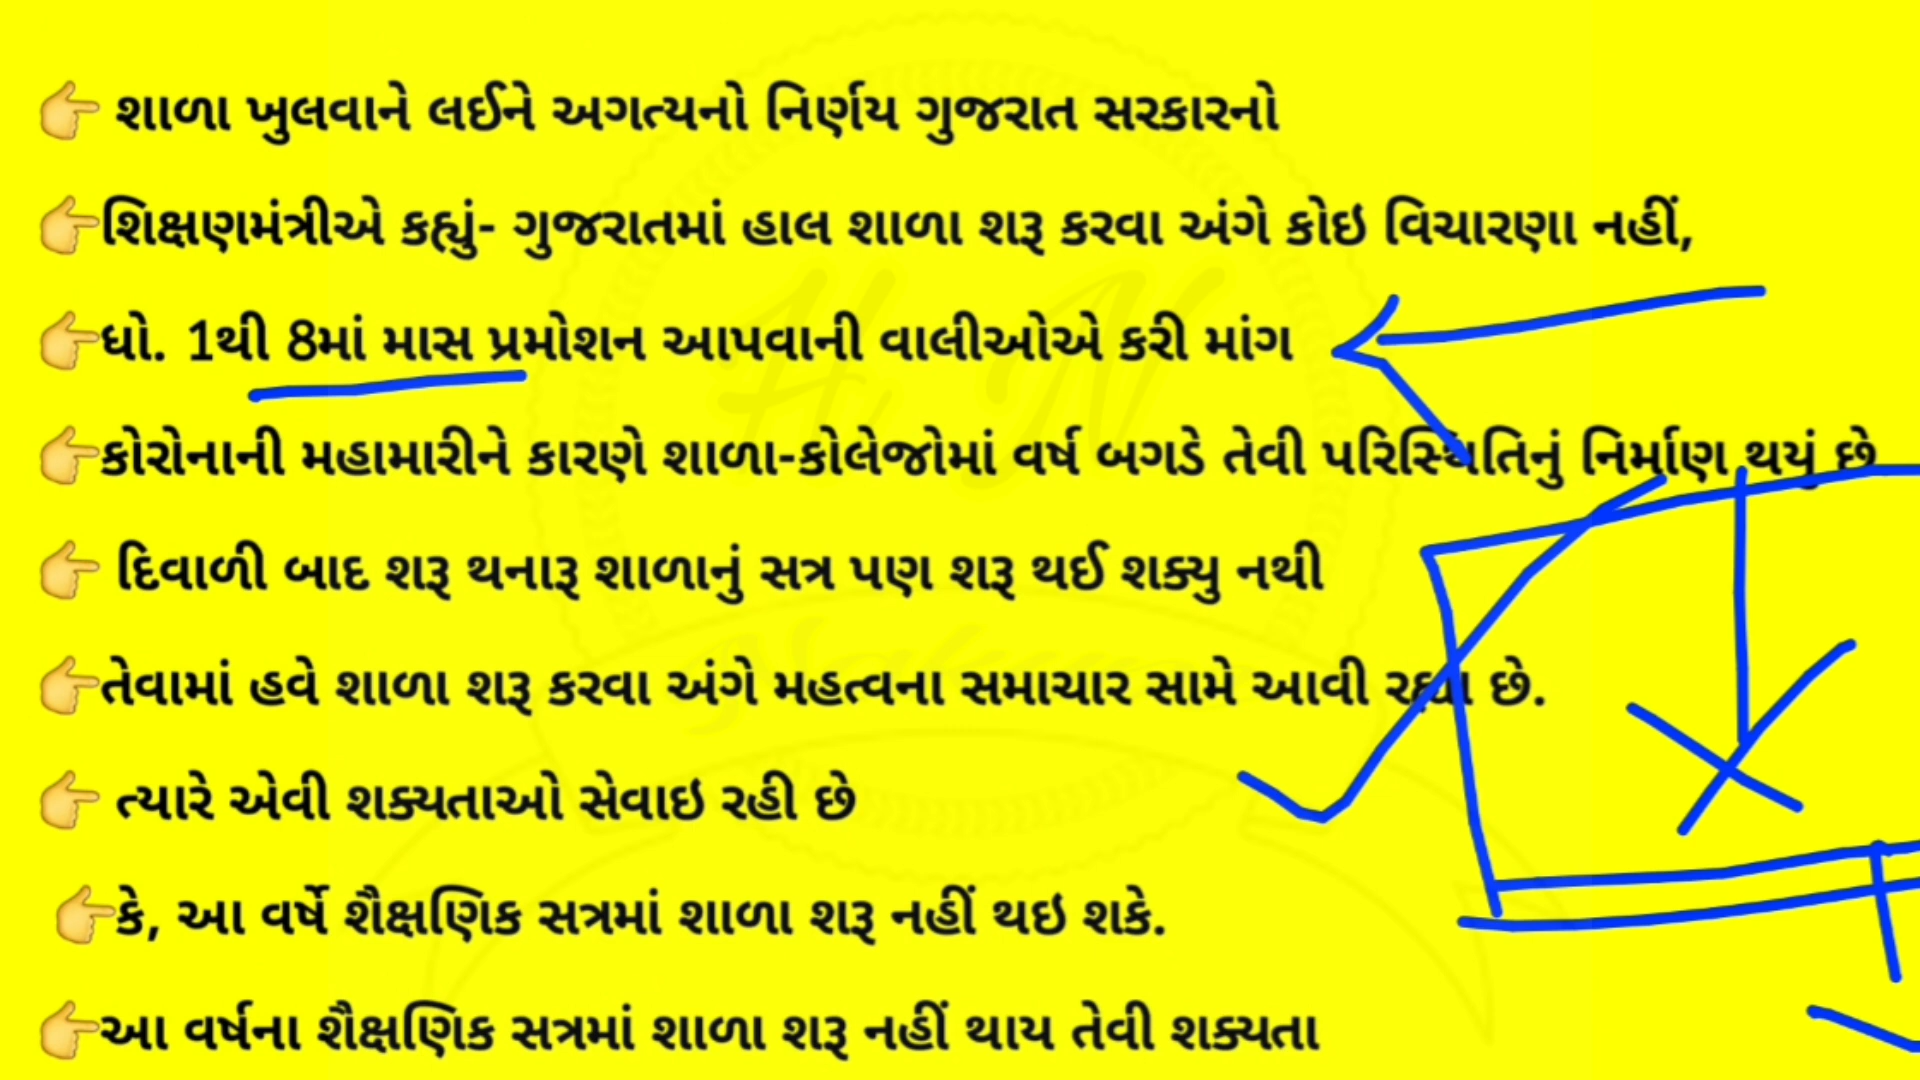 👉 શાળા ખુલવાને લઈને અગત્યનો નિર્ણય ગુજરાત સરકારનો
👉શિક્ષણમંત્રીએ કહ્યું- ગુજરાતમાં હાલ શાળા શરૂ કરવા અંગે કોઇ વિચારણા નહીં,
👉ધો. 1થી 8માં માસ પ્રમોશન આપવાની વાલીઓએ કરી માંગ
👉કોરોનાની મહામારીને કારણે શાળા-કોલેજોમાં વર્ષ બગડે તેવી પરિસ્થિતિનું નિર્માણ થયું છે
👉 દિવાળી બાદ શરૂ થનારૂ શાળાનું સત્ર પણ શરૂ થઈ શક્યુ નથી
👉તેવામાં હવે શાળા શરૂ કરવા અંગે મહત્વના સમાચાર સામે આવી રહ્યા છે.
👉 ત્યારે એવી શક્યતાઓ સેવાઇ રહી છે
👉કે, આ વર્ષે શૈક્ષણિક સત્રમાં શાળા શરૂ નહીં થઇ શકે.
👉આ વર્ષના શૈક્ષણિક સત્રમાં શાળા શરૂ નહીં થાય તેવી શક્યતા